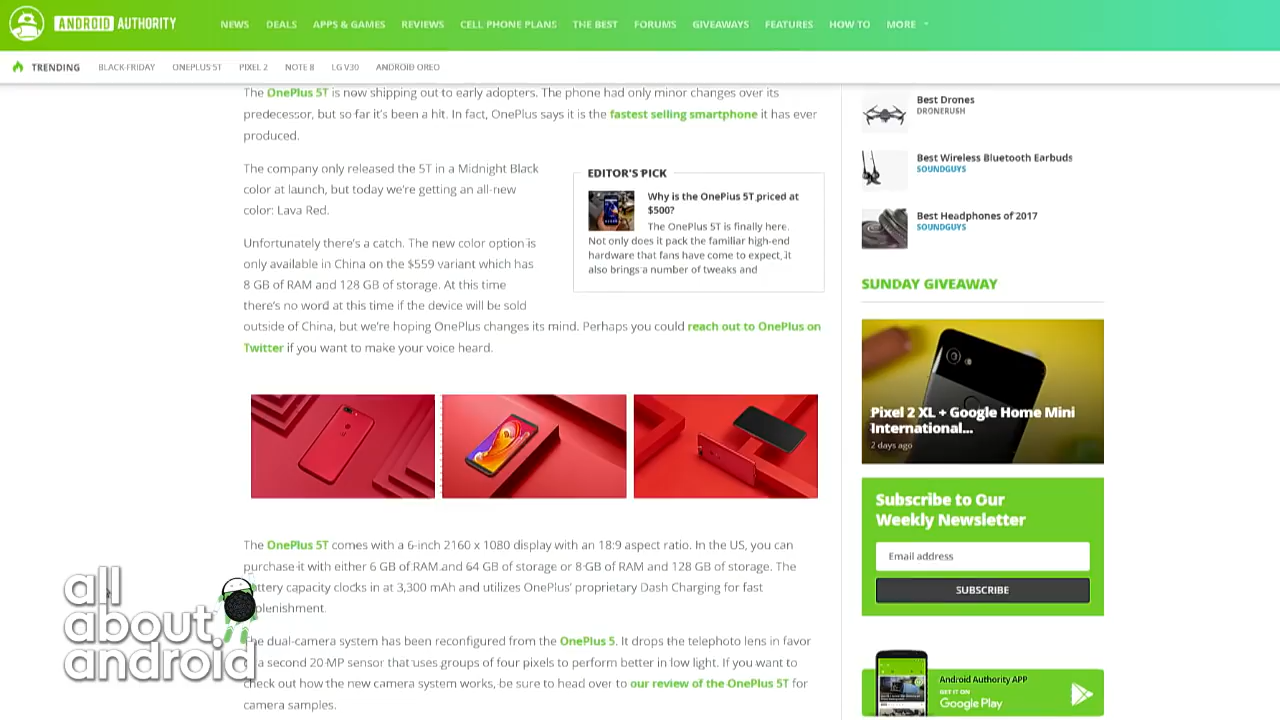 ANDROID AUTHORITY
NEWS DEALS APPS & GAMES REVIEWS CELL PHONE PLANS THE BEST FORUMS GIVEAWAYS FEATURES HOW TO MORE
TRENDING BLACK FRIDAY ONEPLUS 5T PIXEL 2 NOTE 8 LG V30 ANDROID OREO
The OnePlus 5T is now shipping out to early adopters. The phone had only minor changes over its
predecessor, but so far it's been a hit. In fact, OnePlus says it is the fastest selling smartphone it has ever
produced.
The company only released the 5T in a Midnight Black
color at launch, but today we're getting an all-new
color: Lava Red.
Unfortunately there's a catch. The new color option is
only available in China on the $559 variant which has
8 GB of RAM and 128 GB of storage. At this time
there's no word at this time if the device will be sold
outside of China, but we're hoping OnePlus changes its mind. Perhaps you could reach out to OnePlus on
Twitter if you want to make your voice heard.
EDITOR'S PICK
Why is the OnePlus 5T priced at
$500?
The OnePlus 5T is finally here.
Not only does it pack the familiar high-end
hardware that fans have come to expect, it
also brings a number of tweaks and
The OnePlus 5T comes with a 6-inch 2160 x 1080 display with an 18:9 aspect ratio. In the US, you can
purchase it with either 6 GB of RAM and 64 GB of storage or 8 GB of RAM and 128 GB of storage. The
ttery capacity clocks in at 3,300 mAh and utilizes OnePlus' proprietary Dash Charging for fast
plenishment.
he dual-camera system has been reconfigured from the OnePlus 5. It drops the telephoto lens in favor
a second 20 MP sensor that uses groups of four pixels to perform better in low light. If you want to
check out how the new camera system works, be sure to head over to our review of the OnePlus 5T for
camera samples.
all
about
android
Best Drones
DRONERUSH
Best Wireless Bluetooth Earbuds
SOUNDGUYS
Best Headphones of 2017
SOUNDGUYS
SUNDAY GIVEAWAY
Pixel 2 XL + Google Home Mini
International...
2 days ago
Subscribe to Our
Weekly Newsletter
Email address
SUBSCRIBE
Android Authority APP
GET IT ON
Google Play